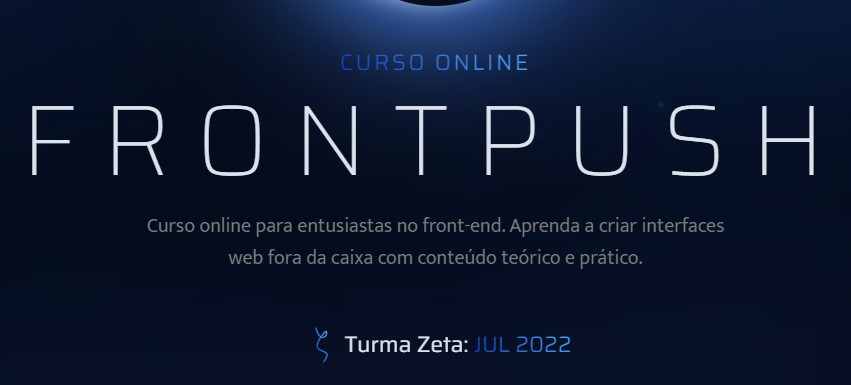 CURSO ONLINE
FRONTPUSH
Curso online para entusiastas no front-end. Aprenda a criar interfaces
web fora da caixa com conteúdo teórico e prático.
Turma Zeta: JUL 2022